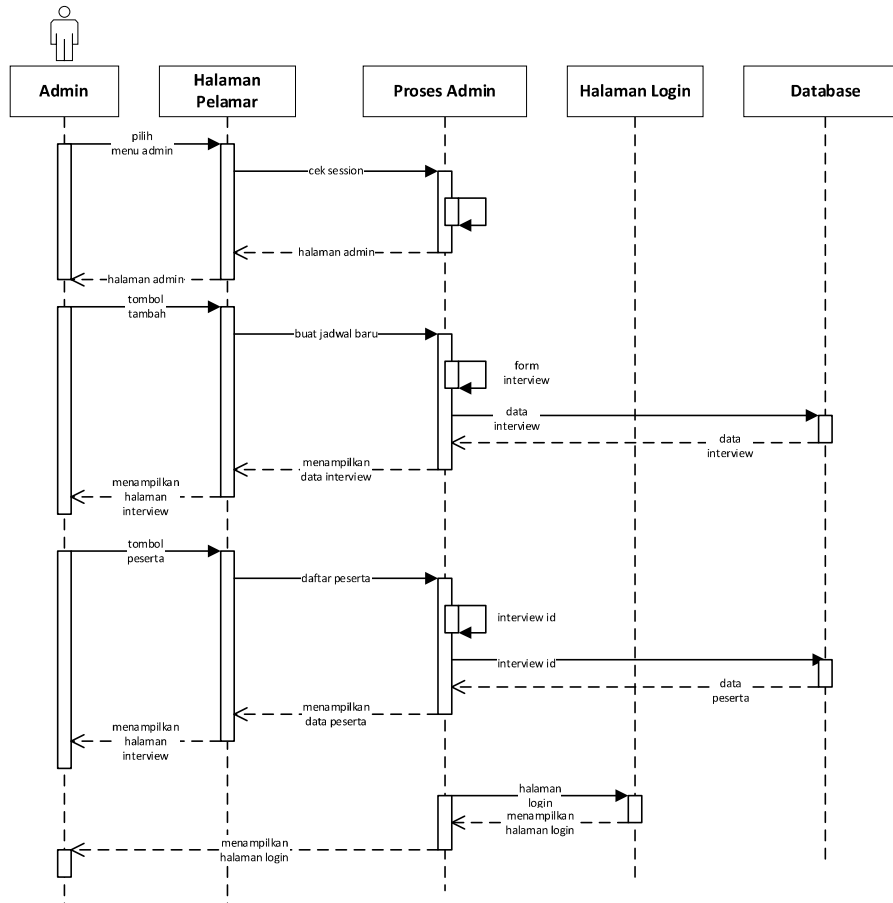 Admin
Halaman
Pelamar
Proses Admin
Halaman Login
Database
pilih
menu admin
cek session
halaman admin
halaman admin
tombol
tambah
buat jadwal baru
form
interview
data
interview
data
interview
menampilkan
data interview
menampilkan
halaman
interview
tombol
peserta
daftar peserta
interview id
interview id
data
peserta
menampilkan
data peserta
menampilkan
halaman
interview
halaman
login
menampilkan
halaman login
menampilkan
halaman login